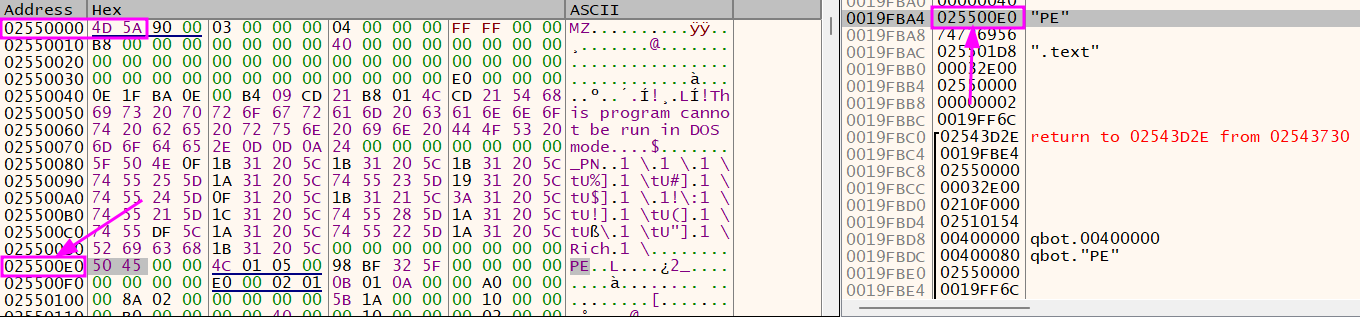 Address Hex ASCII
02550000 4D 5A 90 00 03 00 00 00 04 00 00 00 FF FF 00 00 MZ..........ÿÿ..
02550010 B8 00 00 00 00 00 00 00 40 00 00 00 00 00 00 00 ¸.......@.......
02550020 00 00 00 00 00 00 00 00 00 00 00 00 00 00 00 00 ................
02550030 00 00 00 00 00 00 00 00 00 00 00 00 E0 00 00 00 ............à...
02550040 0E 1F BA 0E 00 B4 09 CD 21 B8 01 4C CD 21 54 68 ..º..´.Í!¸.LÍ!Th
02550050 69 73 20 70 72 6F 67 72 61 6D 20 63 61 6E 6E 6F is program canno
02550060 74 20 62 65 20 72 75 6E 20 69 6E 20 44 4F 53 20 t be run in DOS
02550070 6D 6F 64 65 2E 0D 0D 0A 24 00 00 00 00 00 00 00 mode....$.......
02550080 5F 50 4E 0F 1B 31 20 5C 1B 31 20 5C 1B 31 20 5C _PN..1 \.1 \.1 \
02550090 74 55 25 5D 1A 31 20 5C 74 55 23 5D 19 31 20 5C tU%].1 \tU#].1 \
025500A0 74 55 24 5D 0F 31 20 5C 1B 31 21 5C 3A 31 20 5C tU$].1 \.1!\:1 \
025500B0 74 55 21 5D 1C 31 20 5C 74 55 28 5D 1A 31 20 5C tU!].1 \tU(].1 \
025500C0 74 55 DF 5C 1A 31 20 5C 74 55 22 5D 1A 31 20 5C tUß\.1 \tU"].1 \
025500D0 52 69 63 68 1B 31 20 5C 00 00 00 00 00 00 00 00 Rich.1 \........
025500E0 50 45 00 00 4C 01 05 00 98 BF 32 5F 00 00 00 00 PE..L....¿2_....
025500F0 00 00 00 00 E0 00 02 01 0B 01 0A 00 00 A0 00 00 ....à........ ..
02550100 00 8A 02 00 00 00 00 00 5B 1A 00 00 00 10 00 00 ........[.......
0019FBA0 00000040
0019FBA4 025500E0 "PE"
0019FBA8 74736956
0019FBAC 025501D8 ".text"
0019FBB0 00032E00
0019FBB4 02550000
0019FBB8 00000002
0019FBBC 0019FF6C
0019FBC0 02543D2E return to 02543D2E from 02543730
0019FBC4 0019FBE4
0019FBC8 02550000
0019FBCC 00032E00
0019FBD0 0210F000
0019FBD4 02510154
0019FBD8 00400000 qbot.00400000
0019FBDC 00400080 qbot."PE"
0019FBE0 02550000
0019FBE4 0019FF6C